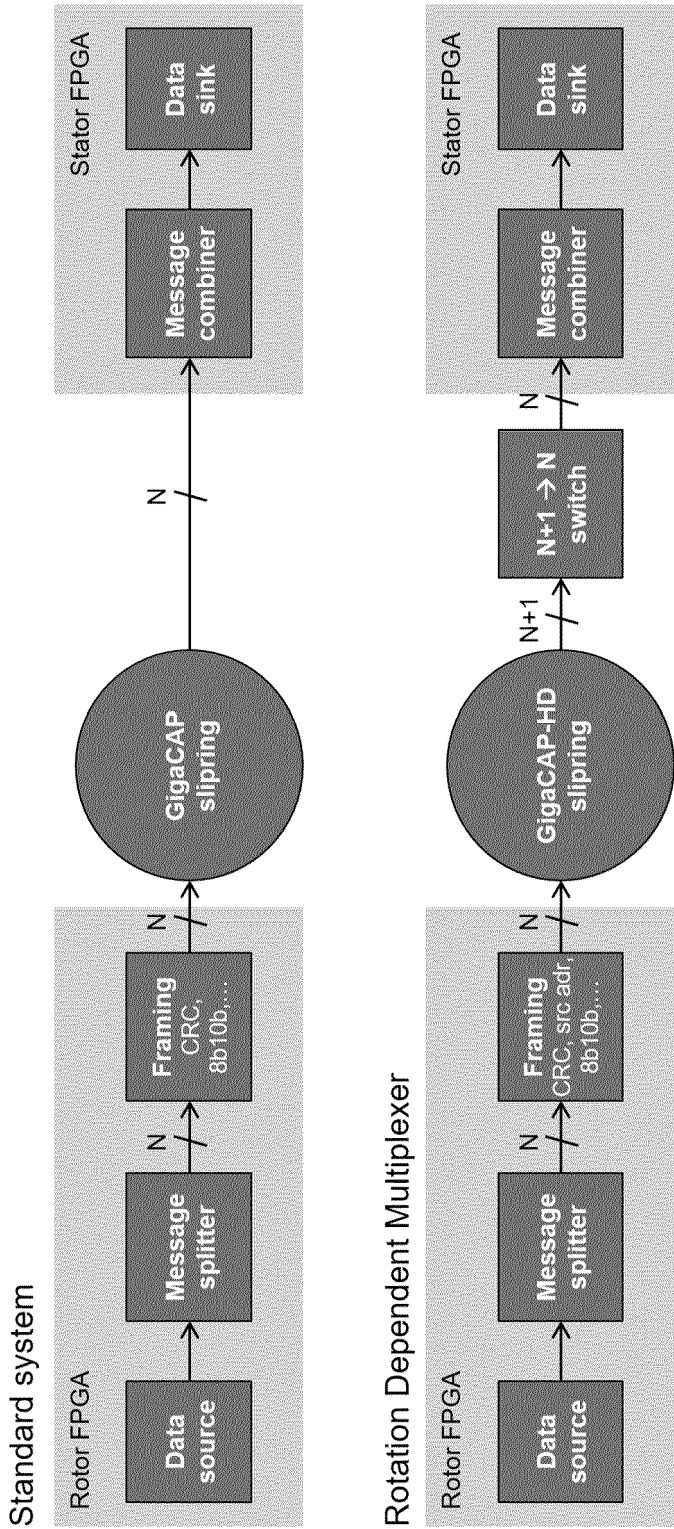 Standard system
Rotor FPGA
Data
source
Message
splitter
N
Framing
CRC,
8b10b,...
N
GigaCAP
slipring
N
Stator FPGA
Message
combiner
Data
sink
Rotation Dependent Multiplexer
Rotor FPGA
Data
source
Message
splitter
N
Framing
CRC, src adr,
8b10b,...
N
GigaCAP-HD
slipring
N+1
N+1 → N
switch
N
Stator FPGA
Message
combiner
Data
sink